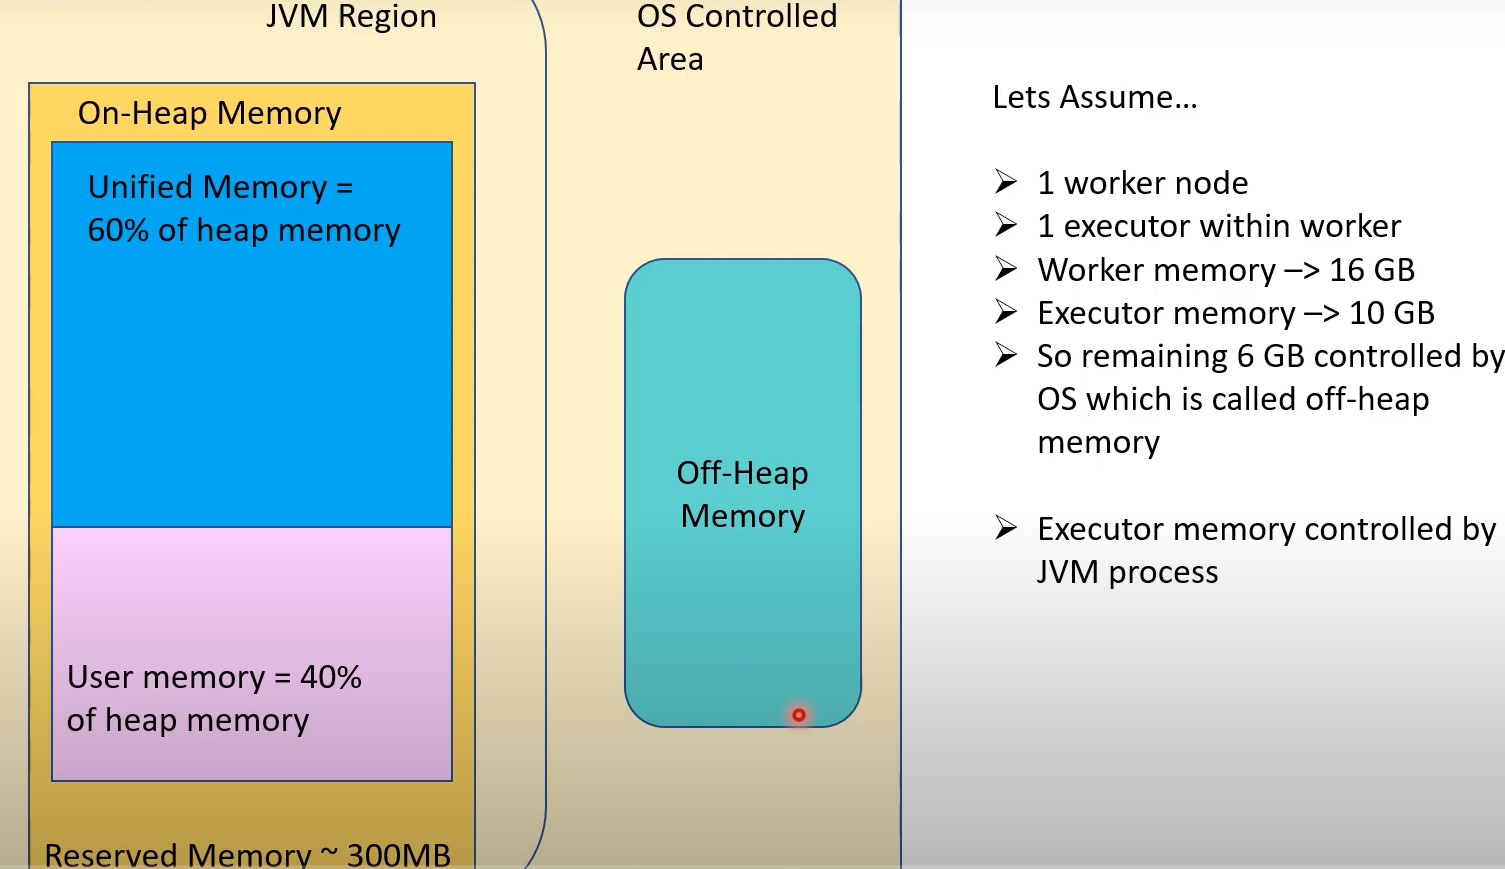 JVM Region
OS Controlled
Area
On-Heap Memory
Unified Memory =
60% of heap memory
User memory = 40%
of heap memory
Reserved Memory ~ 300MB
Off-Heap
Memory
Lets Assume...
1 worker node
1 executor within worker
Worker memory –> 16 GB
Executor memory –> 10 GB
So remaining 6 GB controlled by
OS which is called off-heap
memory
Executor memory controlled by
JVM process